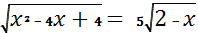 √(x² - 4x + 4) = 5√(2 - x)